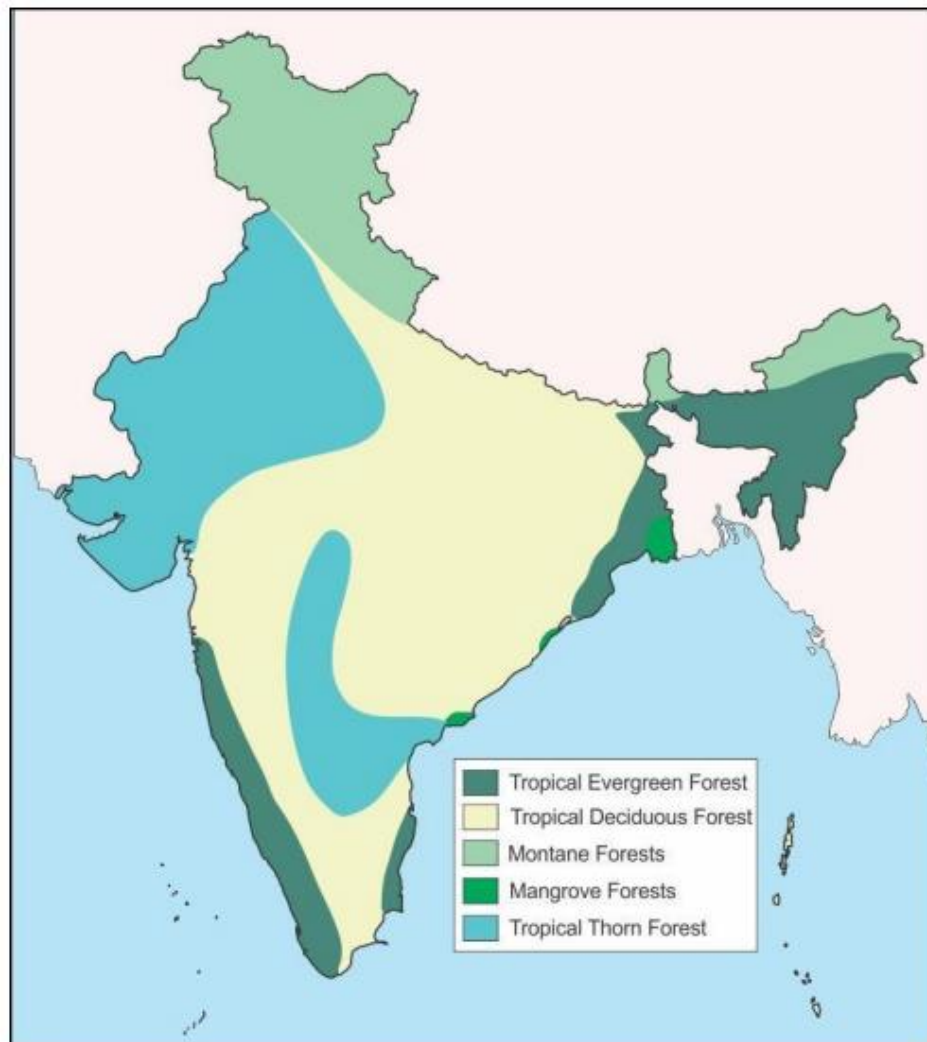 Tropical Evergreen Forest
Tropical Deciduous Forest
Montane Forests
Mangrove Forests
Tropical Thorn Forest